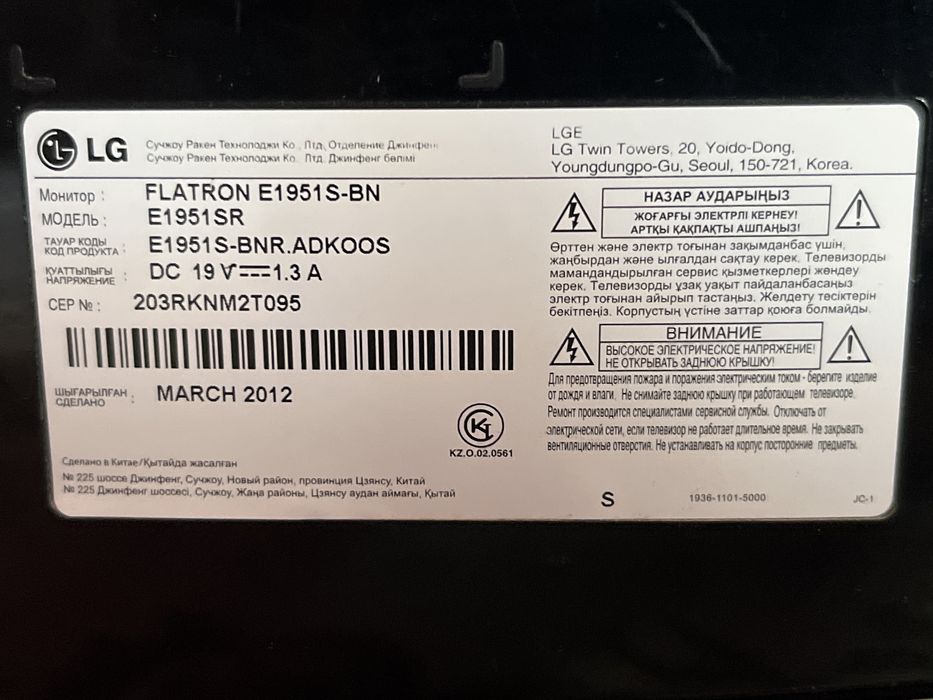 LG
Сучжоу Ракен Технолоджи Ко., Лтд, Отделение Джинфенг
Сучжоу Ракен Технолоджи Ко., Лтд. Джинфенг бөлімі
LGE
LG Twin Towers, 20, Yoido-Dong,
Youngdungpo-Gu, Seoul, 150-721, Korea.
Монитор : FLATRON E1951S-BN
МОДЕЛЬ : E1951SR
ТАУАР КОДЫ
КОД ПРОДУКТА : E1951S-BNR.ADKOOS
ҚУАТТЫЛЫҒЫ
НАПРЯЖЕНИЕ : DC 19 V 1.3 A
СЕР № : 203RKNM2T095
ШЫҒАРЫЛҒАН
СДЕЛАНО : MARCH 2012
KZ.O.02.0561
Сделано в Китае/Қытайда жасалған
№ 225 шоссе Джинфенг, Сучжоу, Новый район, провинция Цзянсу, Китай
№ 225 Джинфенг шоссесі, Сучжоу, Жаңа районы, Цзянсу аудан аймағы, Қытай
НАЗАР АУДАРЫҢЫЗ
ЖОҒАРҒЫ ЭЛЕКТРЛІ КЕРНЕУ!
АРТҚЫ ҚАҚПАҚТЫ АШПАҢЫЗ!
Өрттен және электр тоғынан зақымданбас үшін,
жаңбырдан және ылғалдан сақтау керек. Телевизорды
мамандандырылған сервис қызметкерлері жөндеу
керек. Телевизорды ұзақ уақыт пайдаланбасаңыз
электр тоғынан айырып тастаңыз. Желдету тесіктерін
бекітпеңіз. Корпустың үстіне заттар қоюға болмайды.
ВНИМАНИЕ
ВЫСОКОЕ ЭЛЕКТРИЧЕСКОЕ НАПРЯЖЕНИЕ!
НЕ ОТКРЫВАТЬ ЗАДНЮЮ КРЫШКУ!
Для предотвращения пожара и поражения электрическим током - берегите изделие
от дождя и влаги. Не снимайте заднюю крышку при работающем телевизоре.
Ремонт производится специалистами сервисной службы. Отключать от
электрической сети, если телевизор не работает длительное время. Не закрывать
вентиляционные отверстия. Не устанавливать на корпус посторонние предметы.
S
1936-1101-5000
JC-1